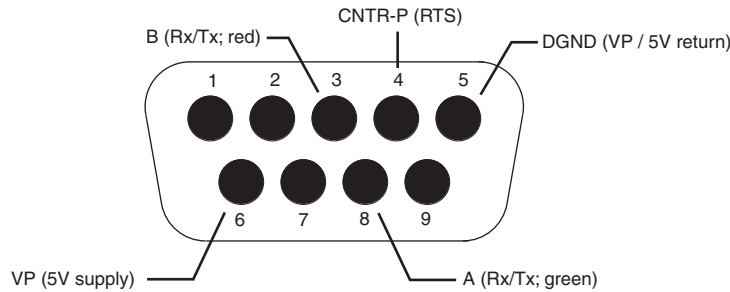 CNTR-P (RTS)
B (Rx/Tx; red)
DGND (VP / 5V return)
1 2 3 4 5
6 7 8 9
VP (5V supply)
A (Rx/Tx; green)